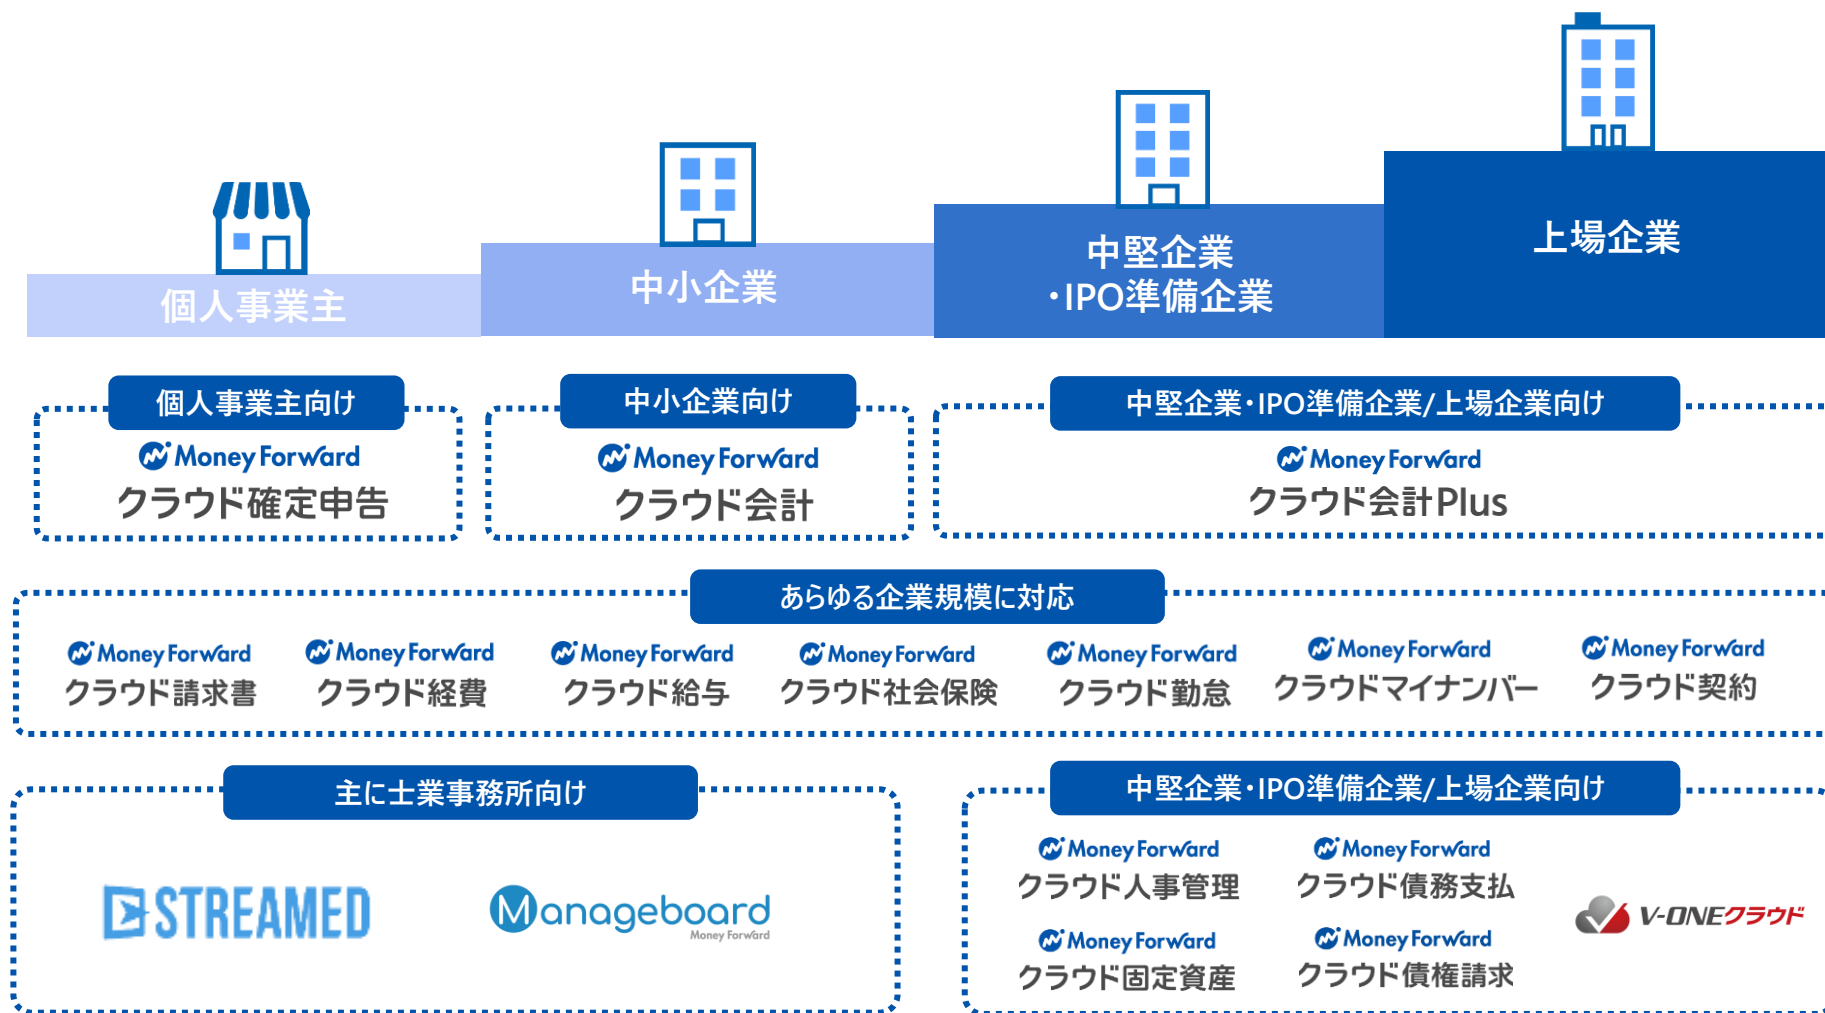 個人事業主
中小企業
中堅企業
・IPO準備企業
上場企業
個人事業主向け
Money Forward
クラウド確定申告
中小企業向け
Money Forward
クラウド会計
中堅企業・IPO準備企業/上場企業向け
Money Forward
クラウド会計Plus
あらゆる企業規模に対応
Money Forward
クラウド請求書
Money Forward
クラウド経費
Money Forward
クラウド給与
Money Forward
クラウド社会保険
Money Forward
クラウド勤怠
Money Forward
クラウドマイナンバー
Money Forward
クラウド契約
主に士業事務所向け
STREAMED
Manageboard
Money Forward
中堅企業・IPO準備企業/上場企業向け
Money Forward
クラウド人事管理
Money Forward
クラウド債務支払
Money Forward
クラウド固定資産
Money Forward
クラウド債権請求
V-ONEクラウド